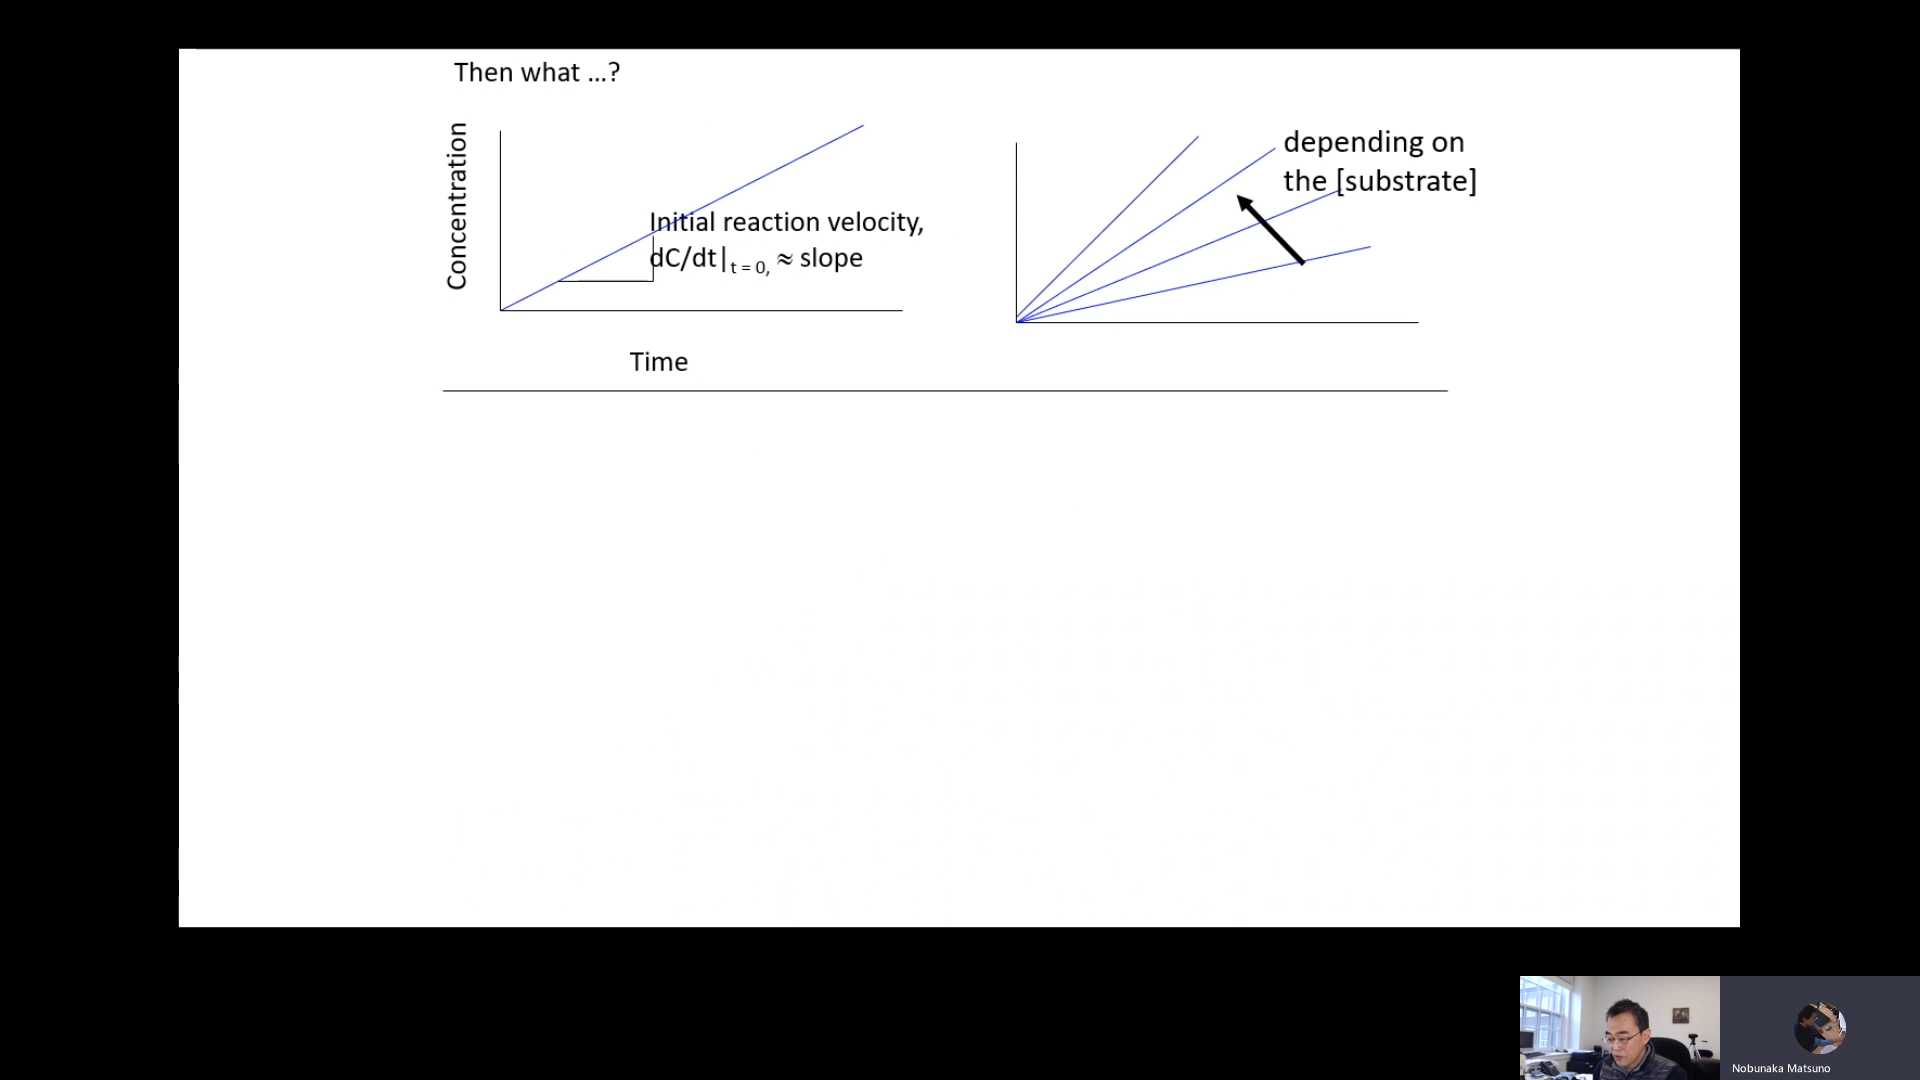 Then what ...?
Concentration
Initial reaction velocity,
dC/dt|t = 0, ≈ slope
Time
depending on
the [substrate]
Nobunaka Matsuno